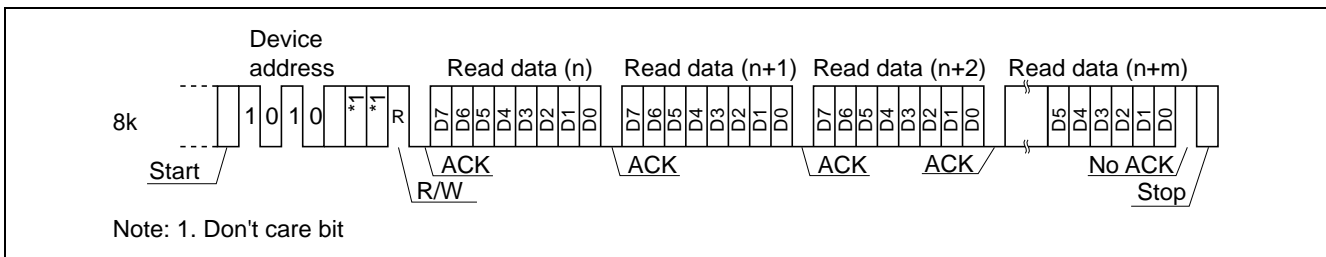 Device
address
Read data (n) Read data (n+1) Read data (n+2) Read data (n+m)
8k
1 0 1 0 *1 *1 R D7 D6 D5 D4 D3 D2 D1 D0 D7 D6 D5 D4 D3 D2 D1 D0 D7 D6 D5 D4 D3 D2 D1 D0 D5 D4 D3 D2 D1 D0
Start ACK ACK ACK ACK No ACK
R/W Stop
Note: 1. Don't care bit